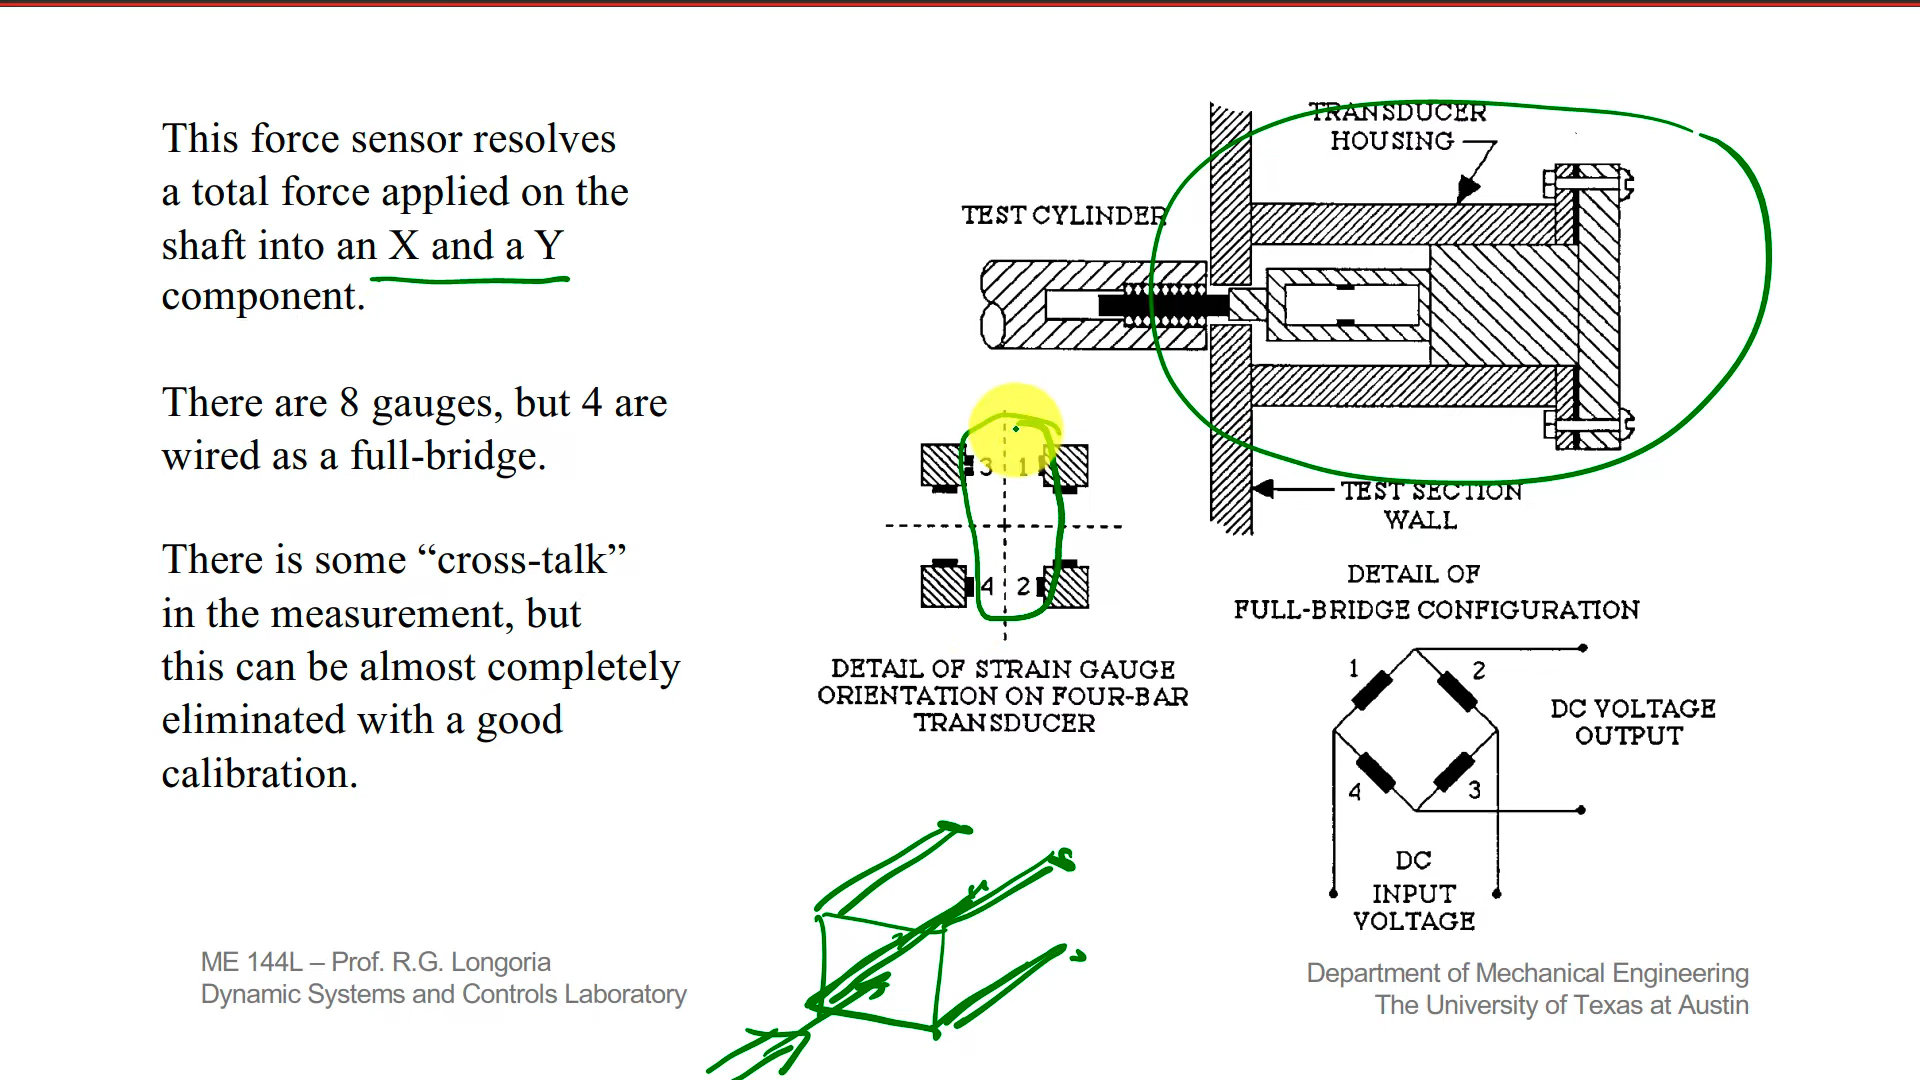 This force sensor resolves
a total force applied on the
shaft into an X and a Y
component.
There are 8 gauges, but 4 are
wired as a full-bridge.
There is some “cross-talk”
in the measurement, but
this can be almost completely
eliminated with a good
calibration.
TRANSDUCER
HOUSING
TEST CYLINDER
3 1
4 2
TEST SECTION
WALL
DETAIL OF STRAIN GAUGE
ORIENTATION ON FOUR-BAR
TRANSDUCER
DETAIL OF
FULL-BRIDGE CONFIGURATION
1 2
4 3
DC VOLTAGE
OUTPUT
DC
INPUT
VOLTAGE
ME 144L – Prof. R.G. Longoria
Dynamic Systems and Controls Laboratory
Department of Mechanical Engineering
The University of Texas at Austin